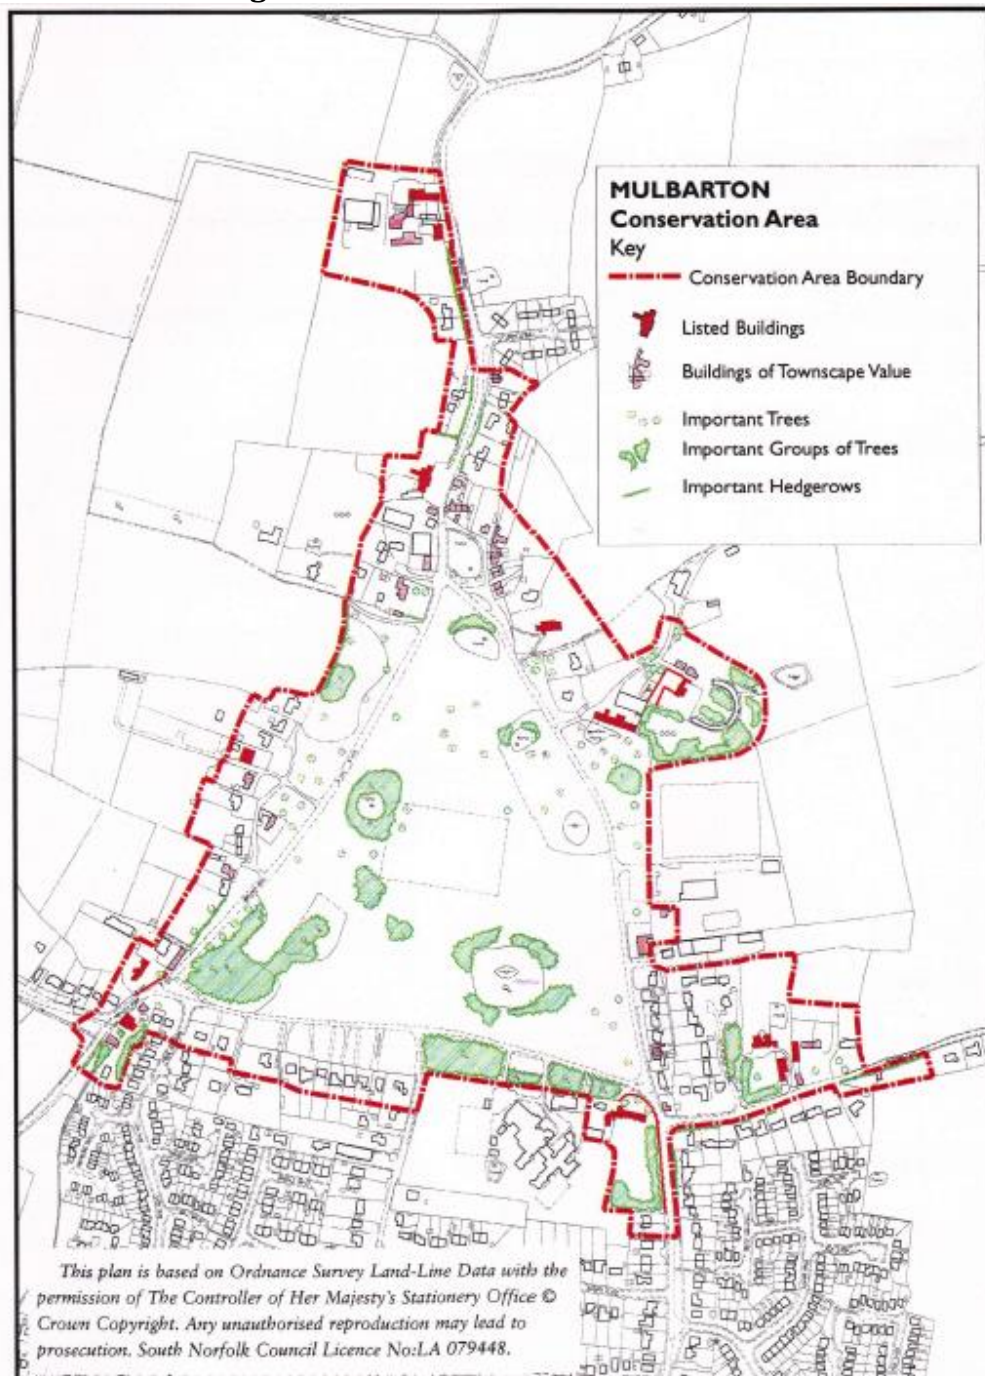 MULBARTON
Conservation Area
Key
Conservation Area Boundary
Listed Buildings
Buildings of Townscape Value
Important Trees
Important Groups of Trees
Important Hedgerows
This plan is based on Ordnance Survey Land-Line Data with the
permission of The Controller of Her Majesty's Stationery Office ©
Crown Copyright. Any unauthorised reproduction may lead to
prosecution. South Norfolk Council Licence No:LA 079448.